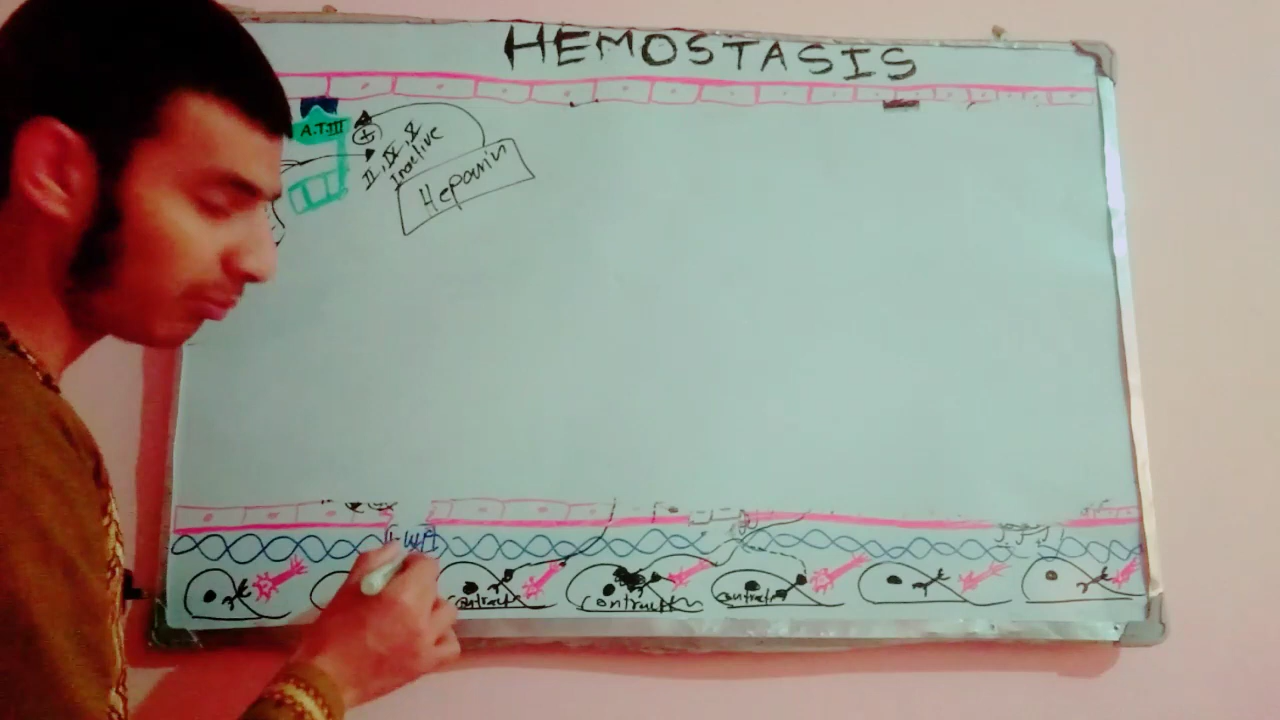 HEMOSTASIS
A.T.III
II, IX, X
Inactive
Heparin
Contract
Contract
Contract